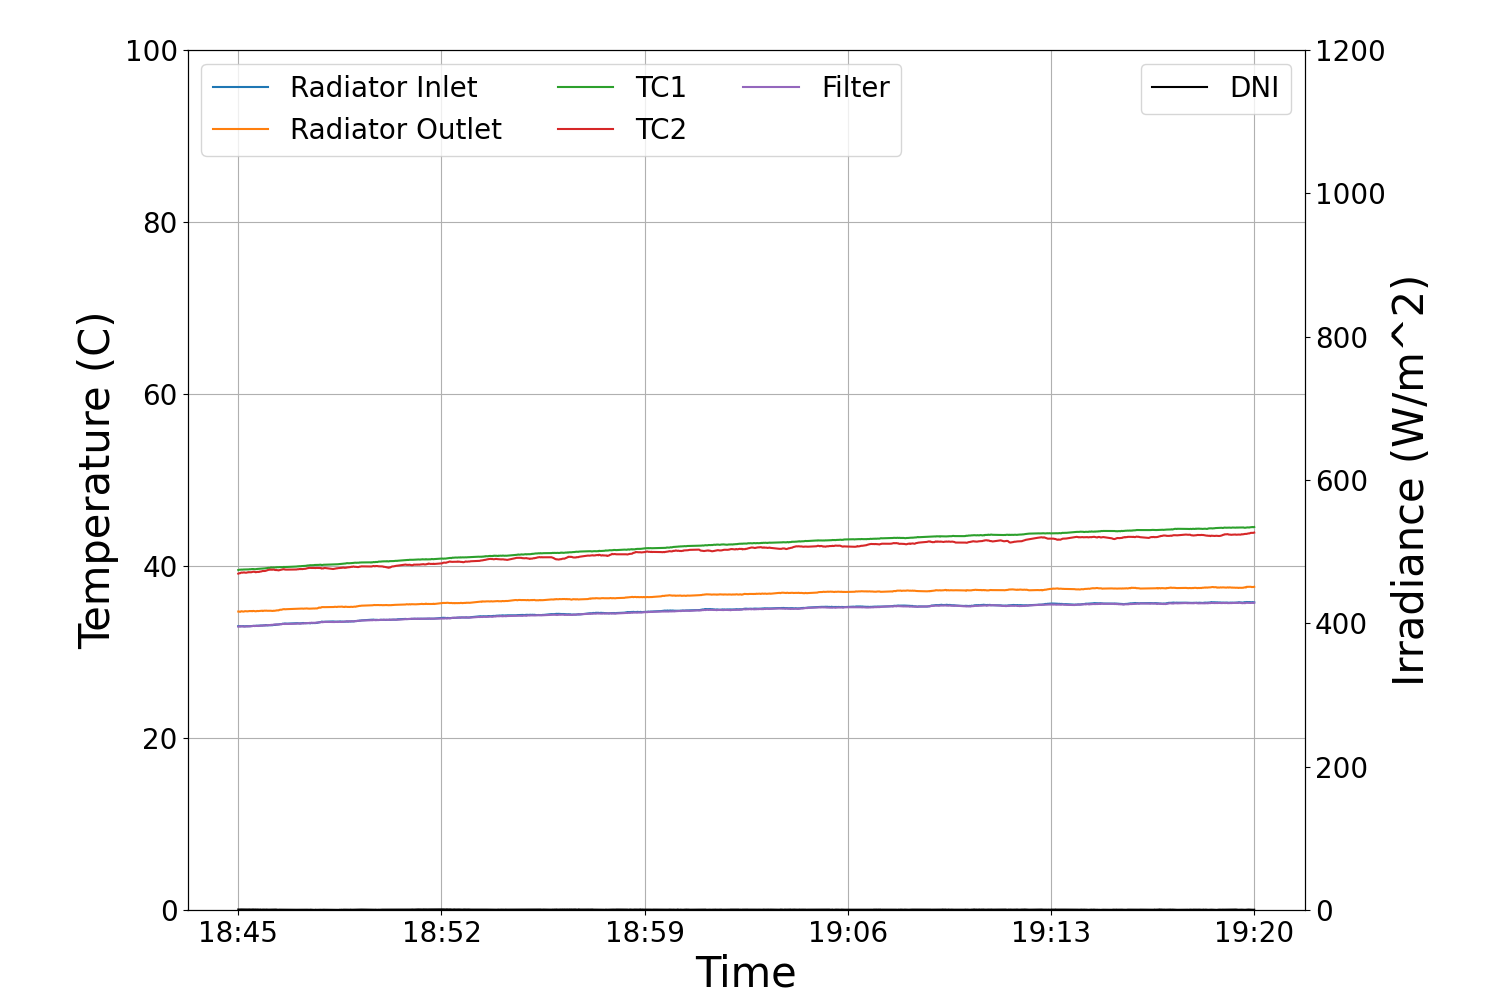 Radiator Inlet
Radiator Outlet
TC1
TC2
Filter
DNI
Temperature (C)
100
80
60
40
20
0
Irradiance (W/m^2)
1200
1000
800
600
400
200
0
18:45 18:52 18:59 19:06 19:13 19:20
Time